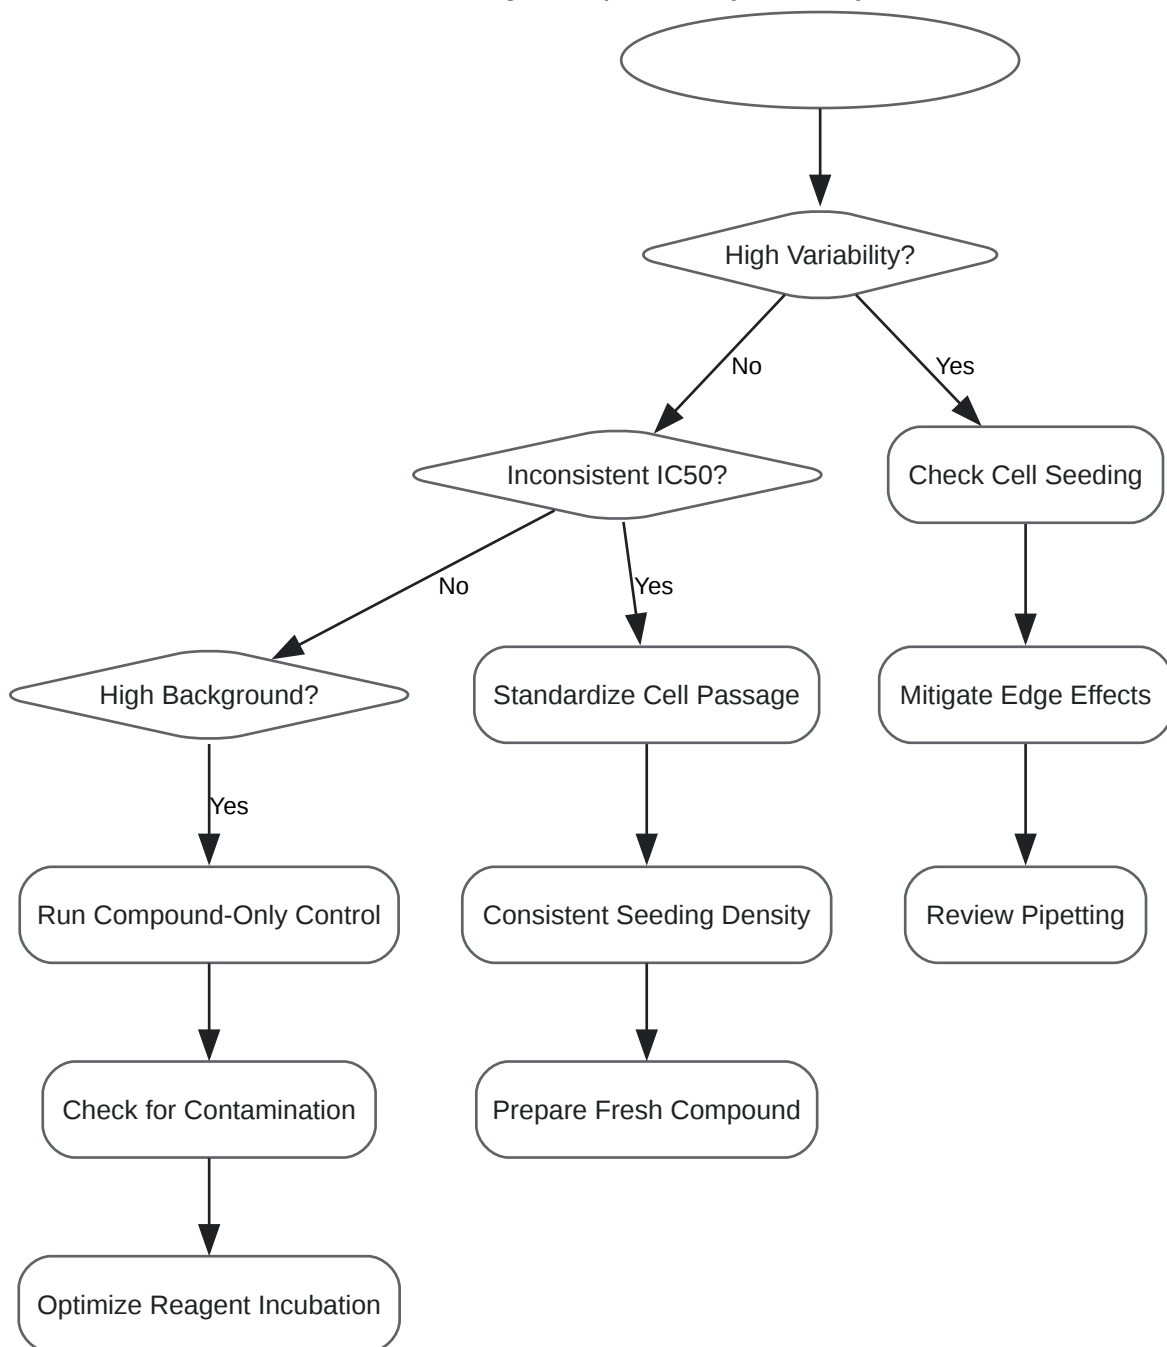 High Variability?
No
Yes
Inconsistent IC50?
Check Cell Seeding
No
Yes
High Background?
Standardize Cell Passage
Mitigate Edge Effects
Yes
Run Compound-Only Control
Consistent Seeding Density
Review Pipetting
Check for Contamination
Prepare Fresh Compound
Optimize Reagent Incubation